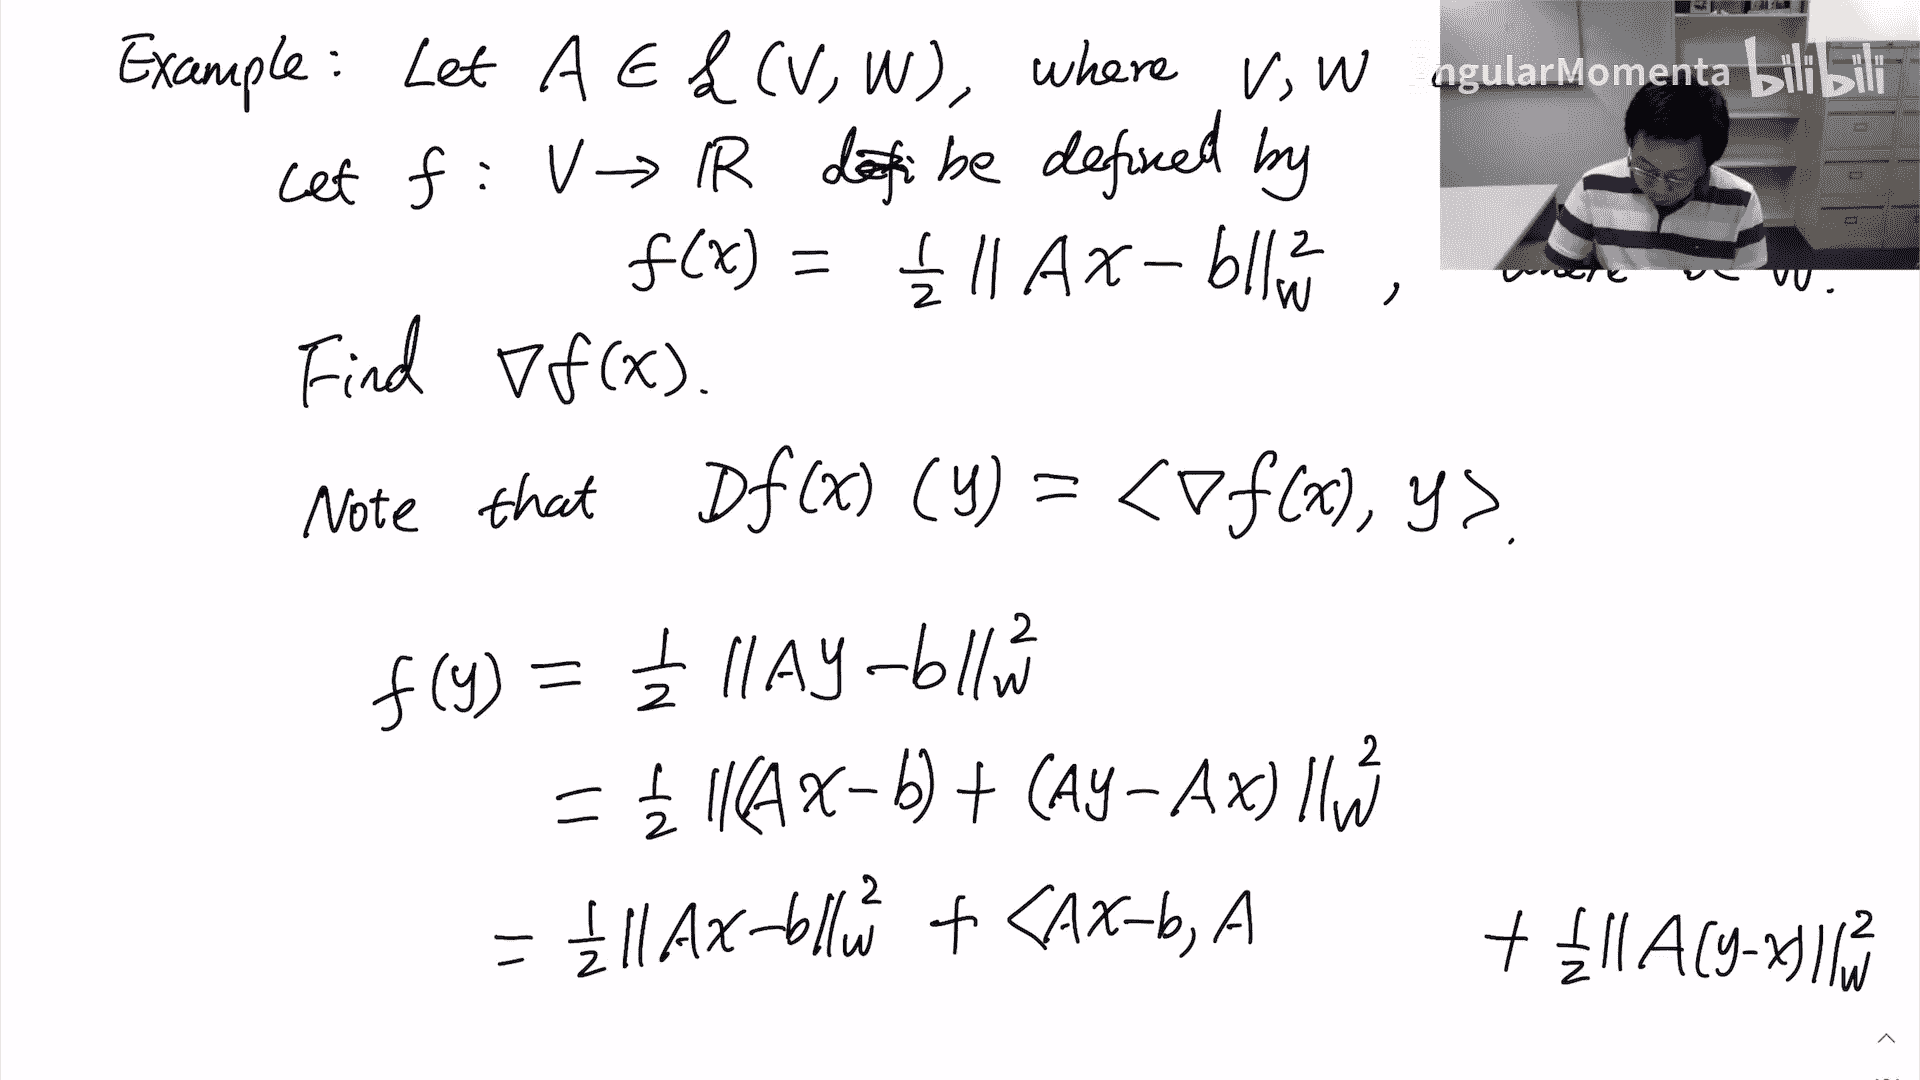 Example: Let A ∈ L(V, W), where V, W
ngularMomenta bilibili
Let f : V → ℝ be defined by
f(x) = 1/2 ‖Ax − b‖²_W , where b ∈ W.
Find ∇f(x).
Note that Df(x)(y) = <∇f(x), y>.
f(y) = 1/2 ‖Ay − b‖²_W
= 1/2 ‖(Ax − b) + (Ay − Ax)‖²_W
= 1/2 ‖Ax − b‖²_W + <Ax − b, A + 1/2 ‖A(y − x)‖²_W